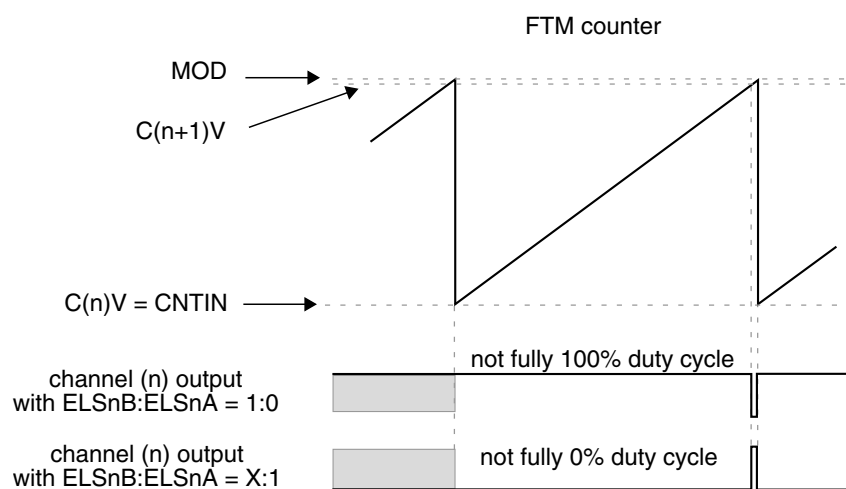 FTM counter
MOD
C(n+1)V
C(n)V = CNTIN
not fully 100% duty cycle
channel (n) output
with ELSnB:ELSnA = 1:0
channel (n) output
with ELSnB:ELSnA = X:1
not fully 0% duty cycle